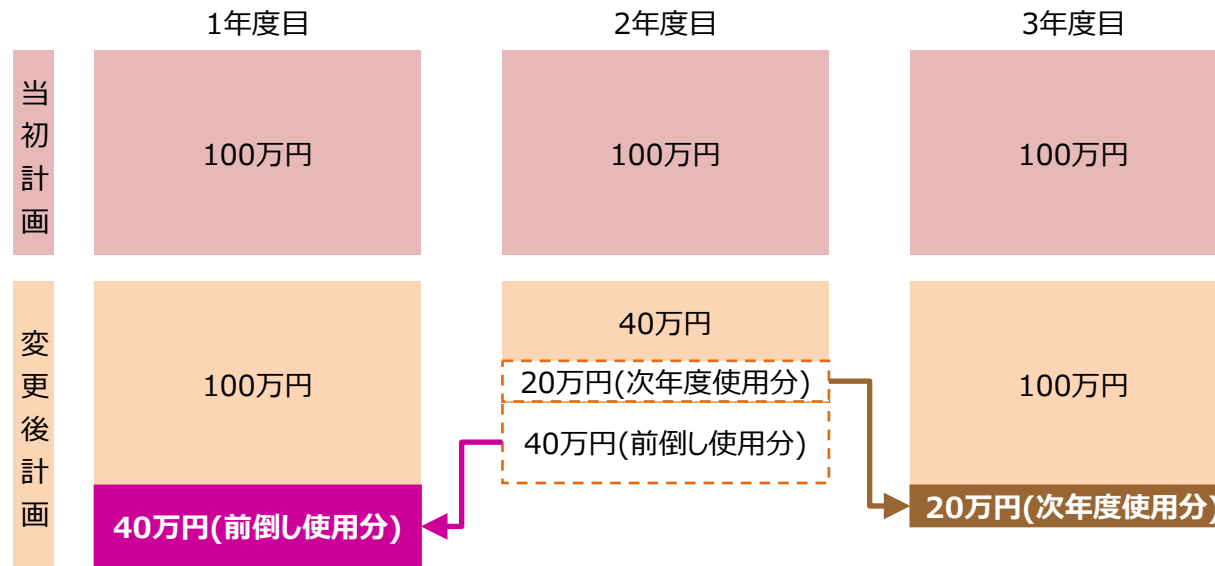 1年度目
2年度目
3年度目
当初計画
100万円
100万円
100万円
変更後計画
100万円
40万円(前倒し使用分)
40万円
20万円(次年度使用分)
40万円(前倒し使用分)
100万円
20万円(次年度使用分)